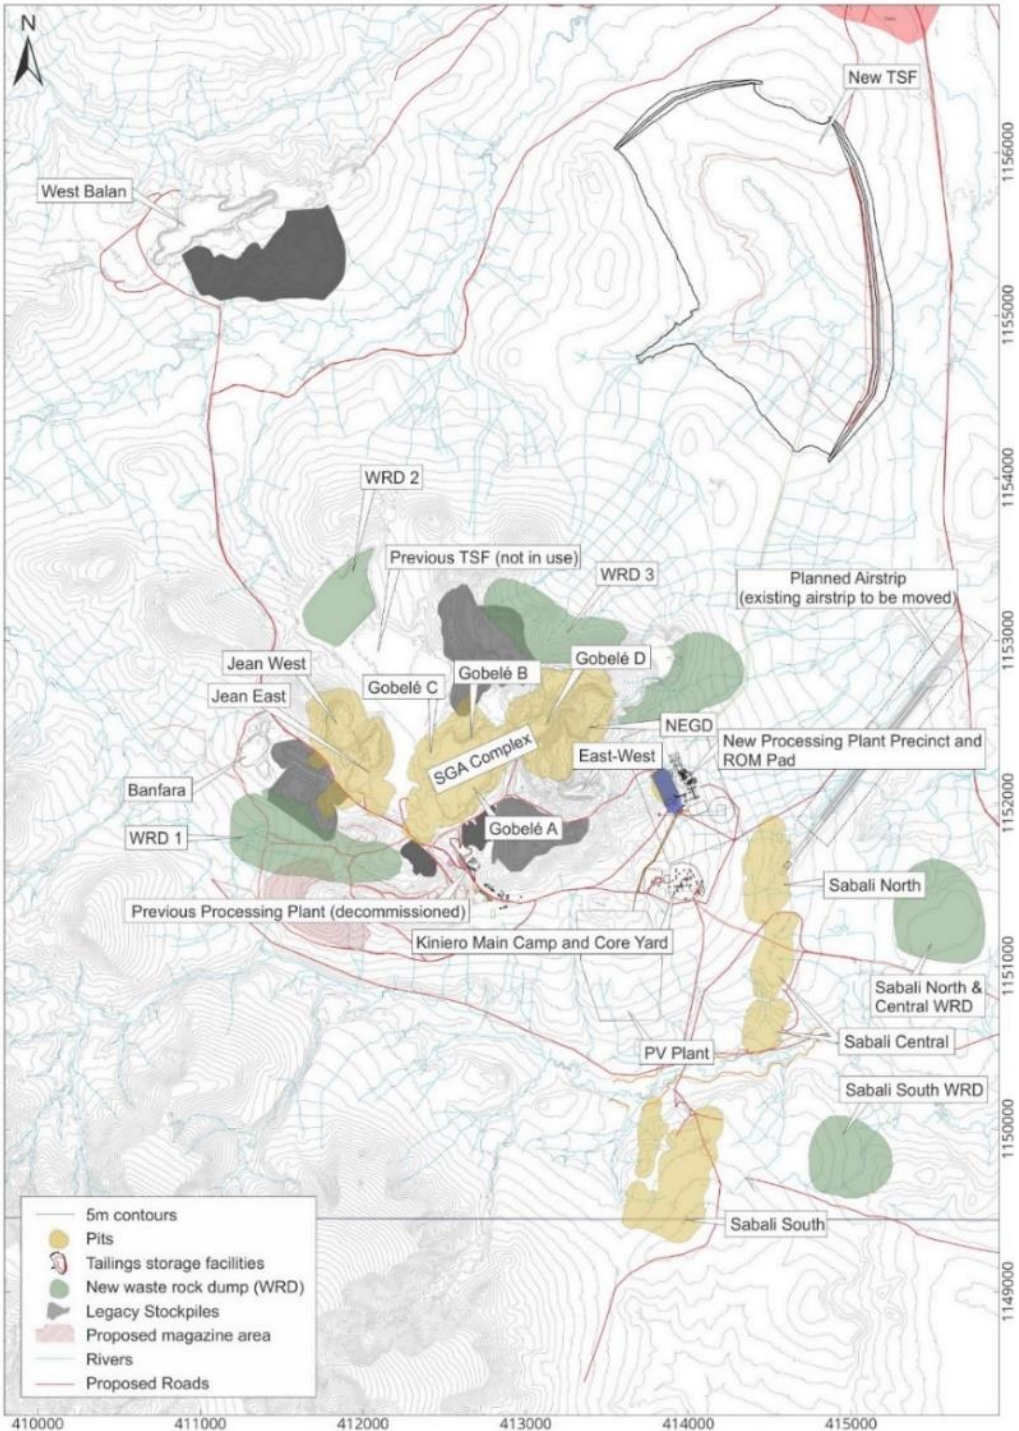 N
New TSF
1156000
West Balan
1155000
WRD 2
1154000
Previous TSF (not in use)
WRD 3
Planned Airstrip
(existing airstrip to be moved)
1153000
Jean West
Gobelé D
Gobelé B
Gobelé C
Jean East
NEGD
SGA Complex
East-West
New Processing Plant Precinct and
ROM Pad
Banfara
1152000
WRD 1
Gobelé A
Sabali North
Previous Processing Plant (decommissioned)
Kiniero Main Camp and Core Yard
1151000
Sabali North &
Central WRD
PV Plant
Sabali Central
Sabali South WRD
1150000
Sabali South
1149000
5m contours
Pits
Tailings storage facilities
New waste rock dump (WRD)
Legacy Stockpiles
Proposed magazine area
Rivers
Proposed Roads
410000
411000
412000
413000
414000
415000